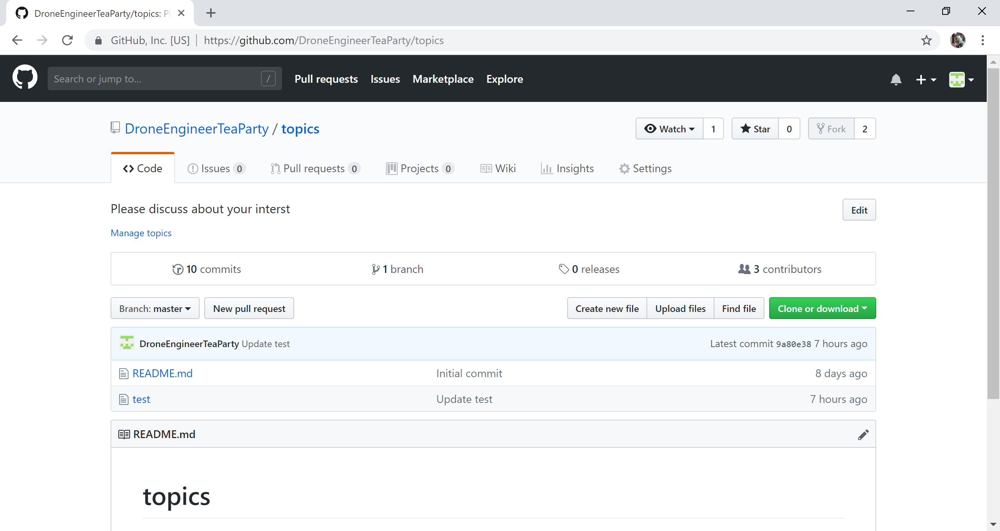 DroneEngineerTeaParty/topics: Pl
GitHub, Inc. [US] https://github.com/DroneEngineerTeaParty/topics
Search or jump to... / Pull requests Issues Marketplace Explore
DroneEngineerTeaParty / topics Watch 1 Star 0 Fork 2
Code Issues 0 Pull requests 0 Projects 0 Wiki Insights Settings
Please discuss about your interst Edit
Manage topics
10 commits 1 branch 0 releases 3 contributors
Branch: master New pull request Create new file Upload files Find file Clone or download
DroneEngineerTeaParty Update test Latest commit 9a80e38 7 hours ago
README.md Initial commit 8 days ago
test Update test 7 hours ago
README.md
topics